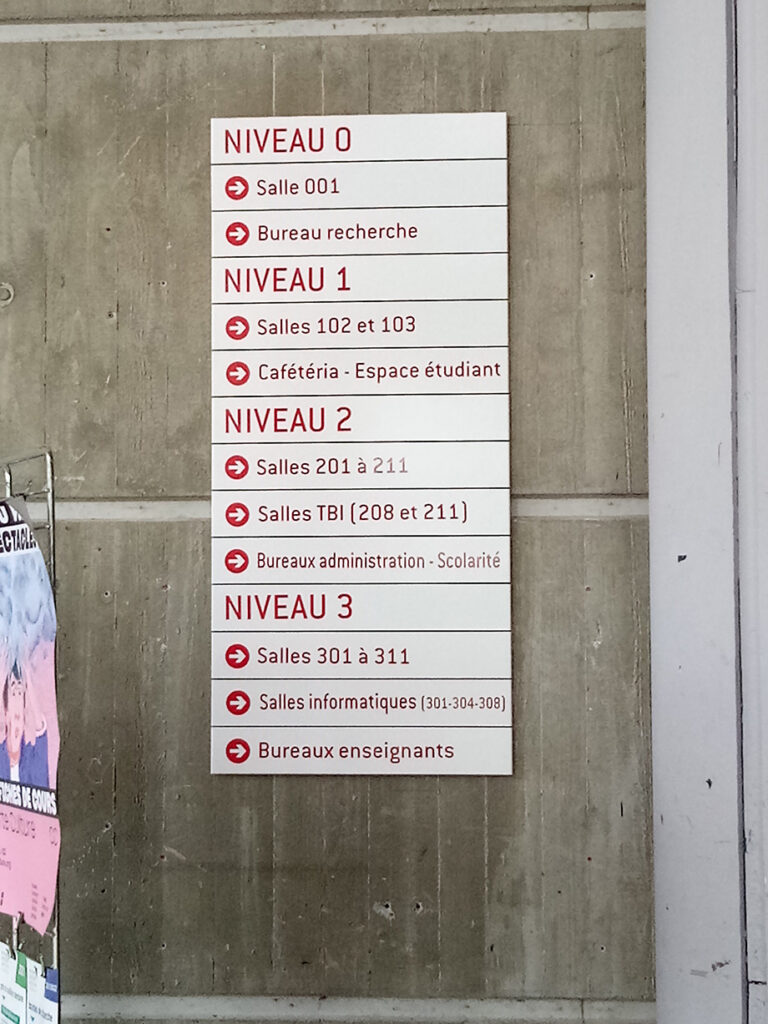 NIVEAU 0
Salle 001
Bureau recherche
NIVEAU 1
Salles 102 et 103
Cafétéria - Espace étudiant
NIVEAU 2
Salles 201 à 211
Salles TBI (208 et 211)
Bureaux administration - Scolarité
NIVEAU 3
Salles 301 à 311
Salles informatiques (301-304-308)
Bureaux enseignants
DE COURS